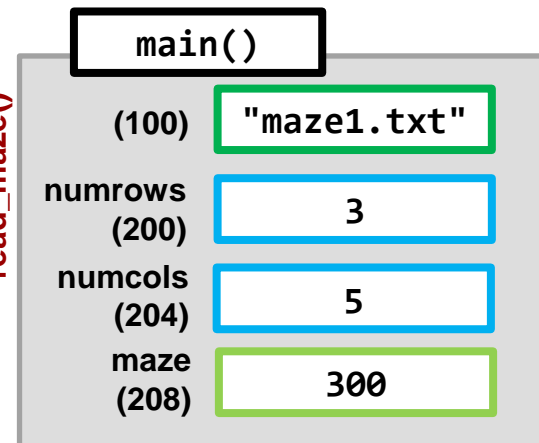 main()
(100) "maze1.txt"
numrows
(200) 3
numcols
(204) 5
maze
(208) 300